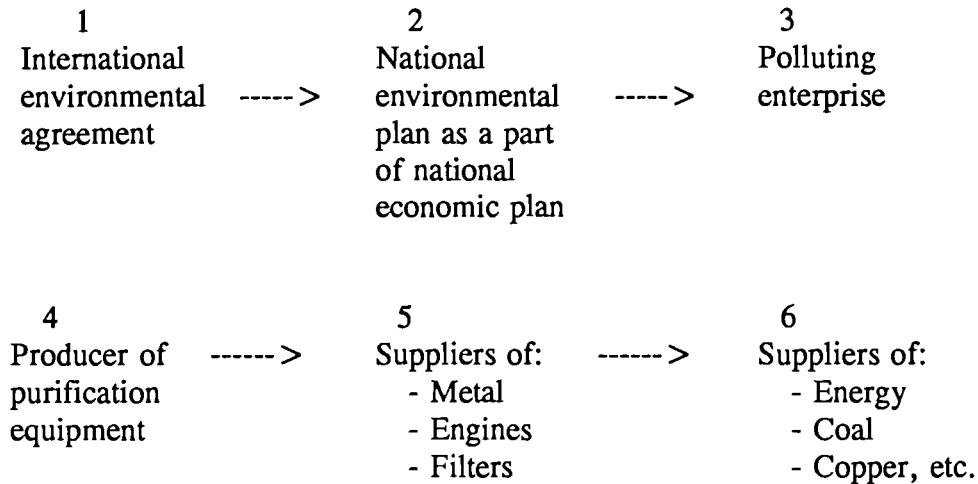 1
International
environmental
agreement
----->
2
National
environmental
plan as a part
of national
economic plan
----->
3
Polluting
enterprise
4
Producer of
purification
equipment
------>
5
Suppliers of:
- Metal
- Engines
- Filters
------>
6
Suppliers of:
- Energy
- Coal
- Copper, etc.